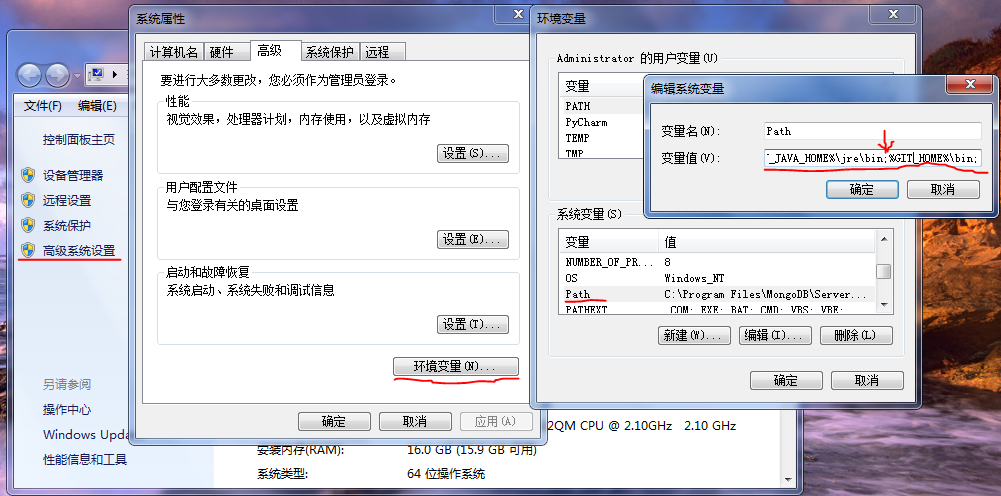 系统属性
计算机名
硬件
高级
系统保护
远程
要进行大多数更改，您必须作为管理员登录。
性能
视觉效果，处理器计划，内存使用，以及虚拟内存
设置(S)...
用户配置文件
与您登录有关的桌面设置
设置(E)...
启动和故障恢复
系统启动、系统失败和调试信息
设置(T)...
环境变量(N)...
确定
取消
应用(A)
文件(F)
编辑(E)
控制面板主页
设备管理器
远程设置
系统保护
高级系统设置
另请参阅
操作中心
Windows Upda
性能信息和工具
安装内存(RAM):
16.0 GB (15.9 GB 可用)
系统类型:
64 位操作系统
2QM CPU @ 2.10GHz
2.10 GHz
环境变量
Administrator 的用户变量(U)
变量
PATH
PyCharm
TEMP
TMP
系统变量(S)
变量
值
NUMBER_OF_PR...
8
OS
Windows_NT
Path
C:\Program Files\MongoDB\Server...
PATHEXT
.COM;.EXE;.BAT;.CMD;.VBS;.VBE;
新建(W)...
编辑(I)...
删除(L)
确定
取消
编辑系统变量
变量名(N):
Path
变量值(V):
_JAVA_HOME%\jre\bin;%GIT_HOME%\bin;
确定
取消